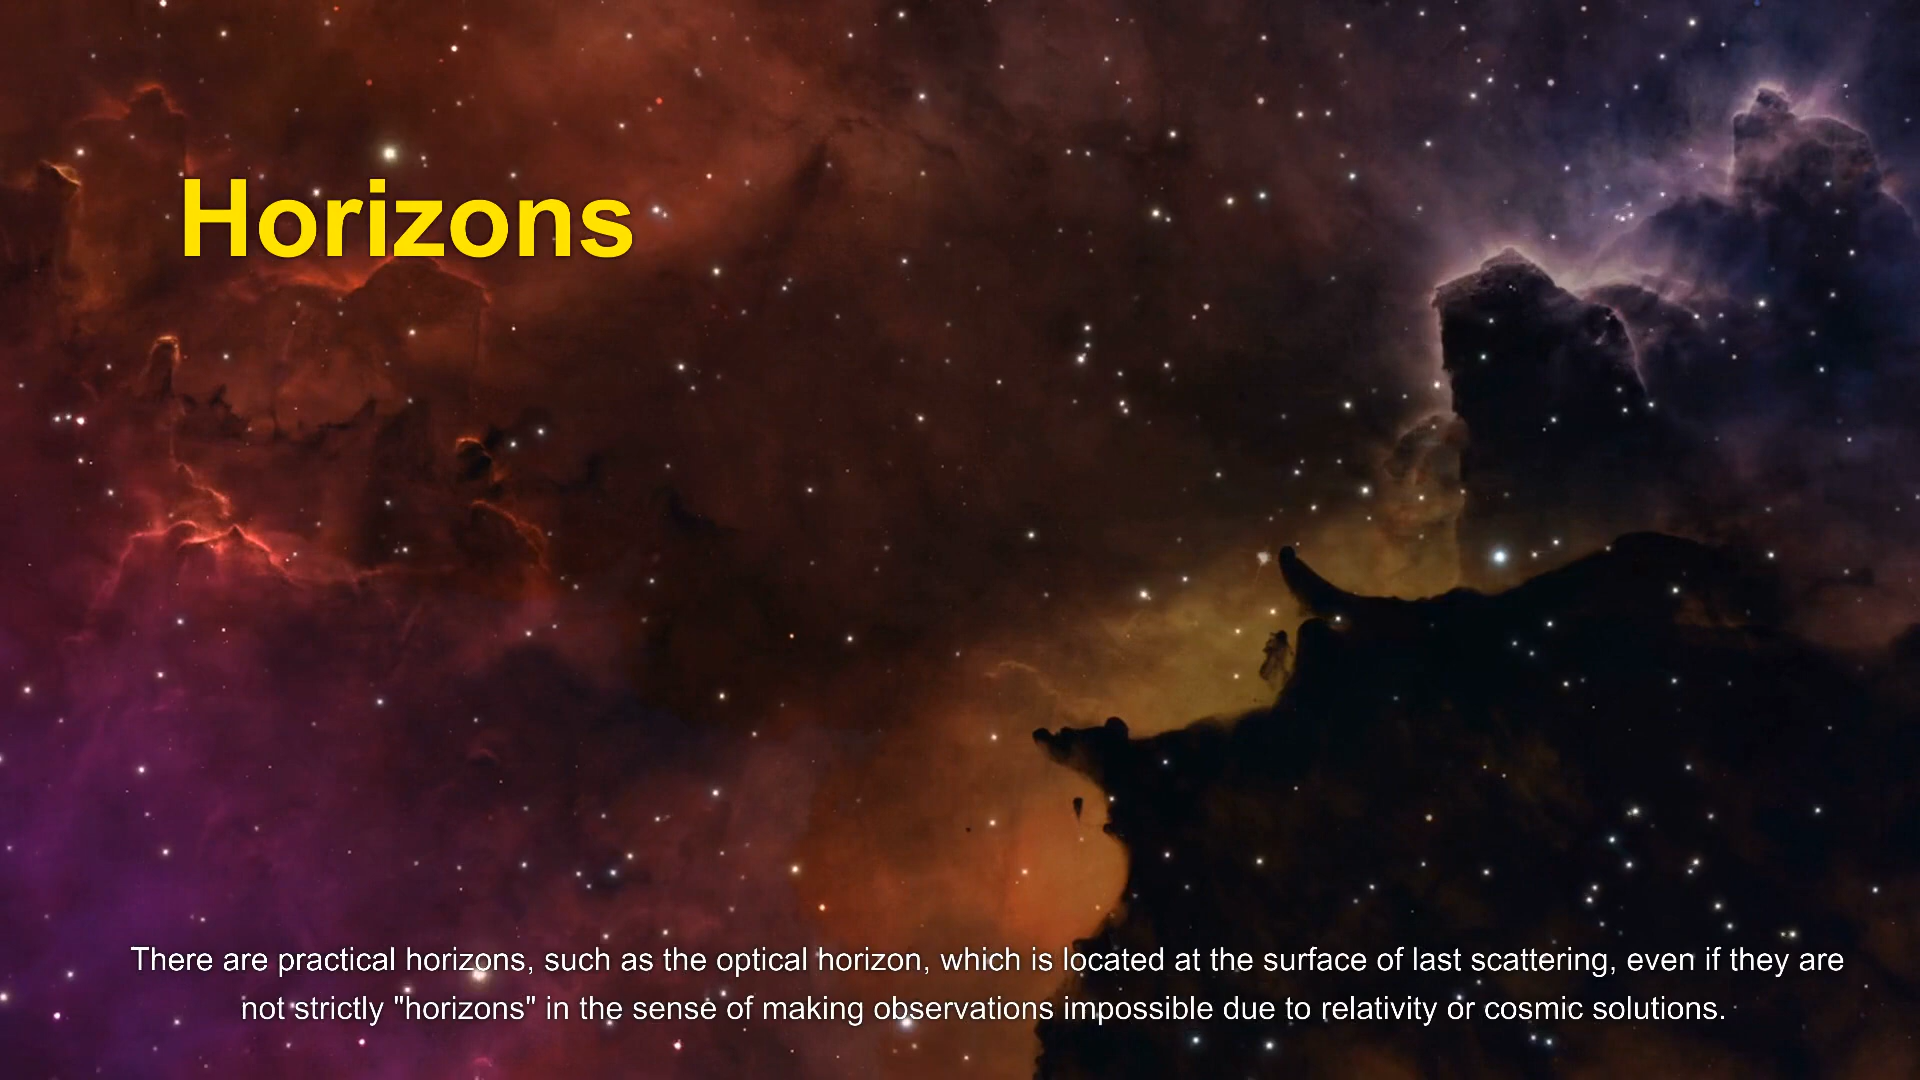 Horizons
There are practical horizons, such as the optical horizon, which is located at the surface of last scattering, even if they are
not strictly "horizons" in the sense of making observations impossible due to relativity or cosmic solutions.